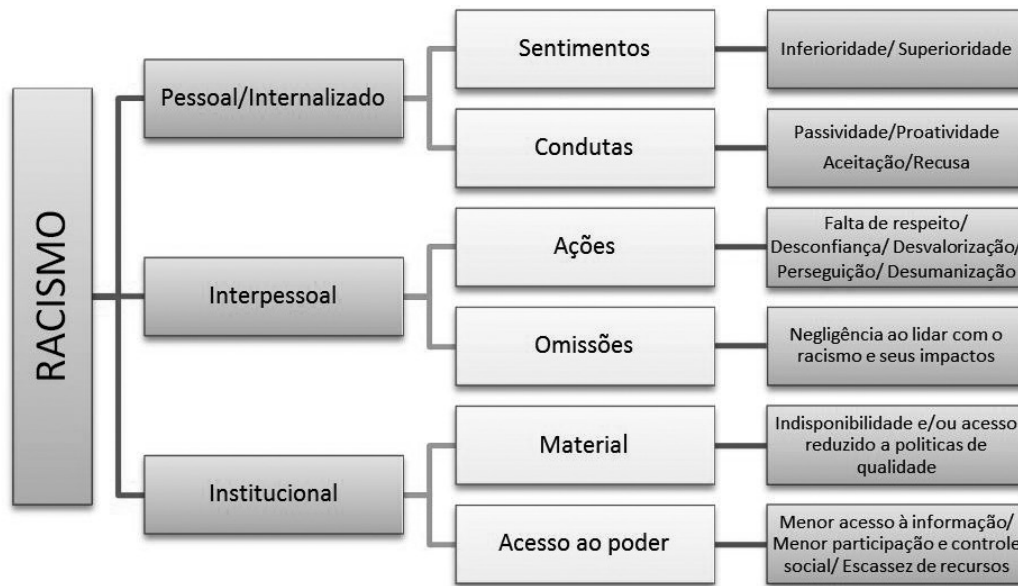 RACISMO
Pessoal/Internalizado
Sentimentos
Inferioridade/ Superioridade
Condutas
Passividade/Proatividade
Aceitação/Recusa
Interpessoal
Ações
Falta de respeito/
Desconfiança/ Desvalorização/
Perseguição/ Desumanização
Omissões
Negligência ao lidar com o
racismo e seus impactos
Institucional
Material
Indisponibilidade e/ou acesso
reduzido a politicas de
qualidade
Acesso ao poder
Menor acesso à informação/
Menor participação e controle
social/ Escassez de recursos